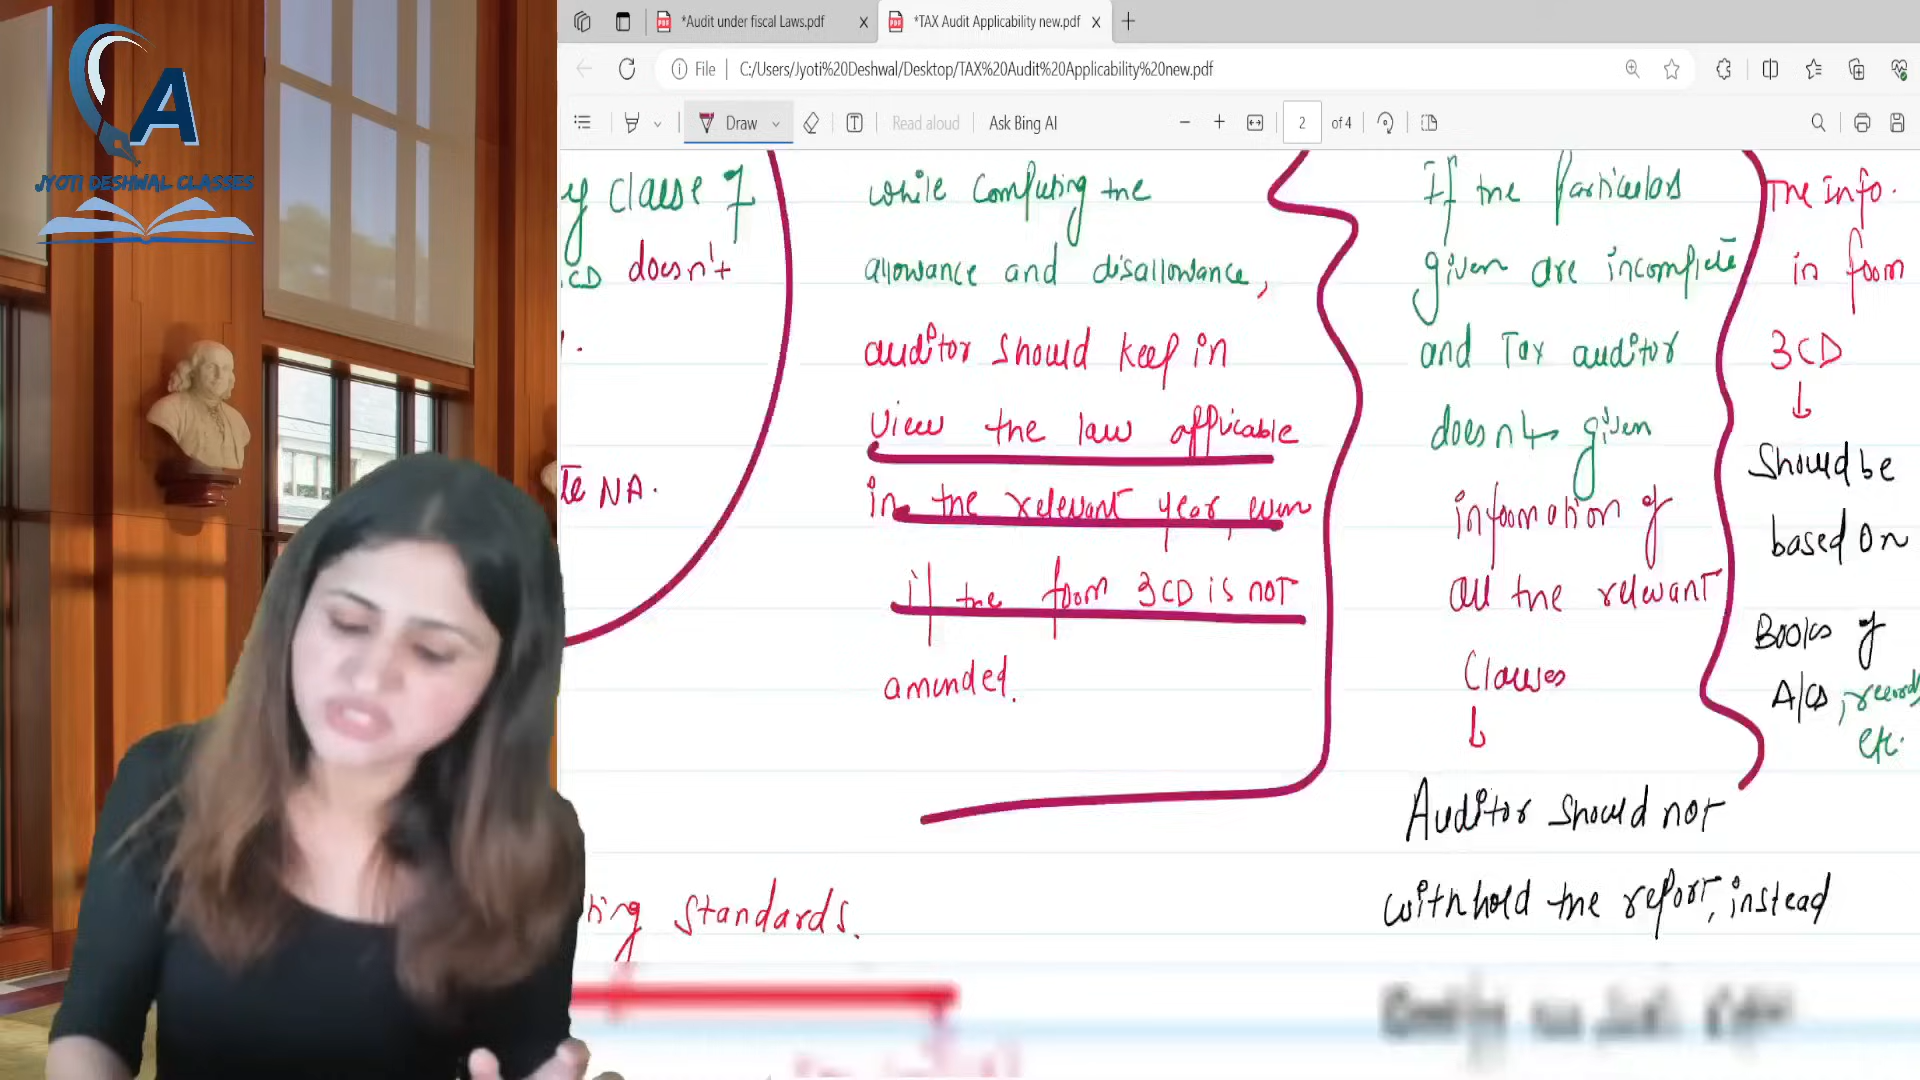 *Audit under fiscal Laws.pdf
*TAX Audit Applicability new.pdf
File
C:/Users/Jyoti%20Deshwal/Desktop/TAX%20Audit%20Applicability%20new.pdf
Draw
Read aloud
Ask Bing AI
2
of 4
CA
JYOTI DESHWAL CLASSES
clause 7
CD doesn't
NA.
while computing the
allowance and disallowance,
auditor should keep in
view the law applicable
in the relevant year, even
if the form 3CD is not
amended.
standards.
If the particulars
given are incomplete
and Tax auditor
doesn't given
information of
all the relevant
Clauses
↓
Auditor should not
withhold the report, instead
The info.
in form
3CD
↓
Should be
based on
Books of
A/CS, records
etc.